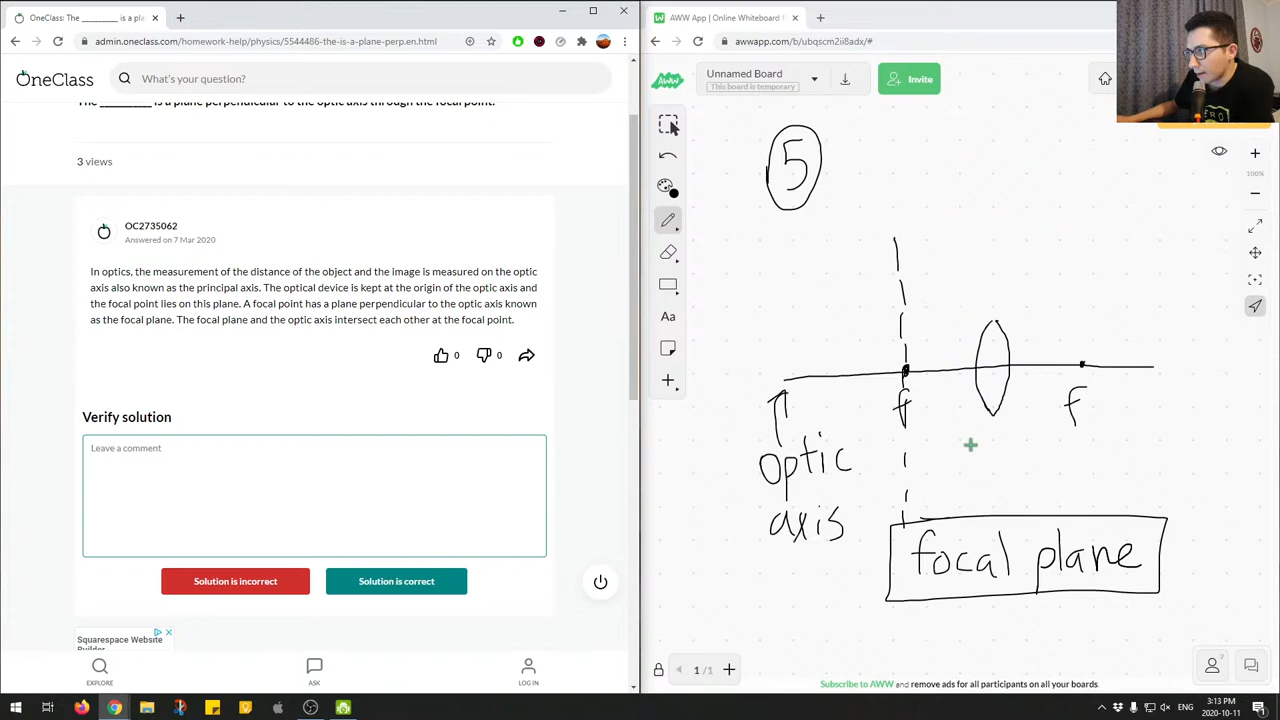 OneClass: The __________ is a pla
AWW App | Online Whiteboard f
admin.oneclass.com/homework-help/physics/5544486-the-is-a-plane-perp.en.html
awwapp.com/b/ubqscm2ii8adx/#
OneClass
What's your question?
The __________ is a plane perpendicular to the optic axis through the focal point.
3 views
OC2735062
Answered on 7 Mar 2020
In optics, the measurement of the distance of the object and the image is measured on the optic
axis also known as the principal axis. The optical device is kept at the origin of the optic axis and
the focal point lies on this plane. A focal point has a plane perpendicular to the optic axis known
as the focal plane. The focal plane and the optic axis intersect each other at the focal point.
0 0
Verify solution
Leave a comment
Solution is incorrect
Solution is correct
Squarespace Website
Builder
EXPLORE
ASK
LOG IN
AWW
Unnamed Board
This board is temporary
Invite
100%
Aa
5
f
f
optic
axis
focal plane
1 /1
2
Subscribe to AWW and remove ads for all participants on all your boards.
ENG
3:13 PM
2020-10-11
1